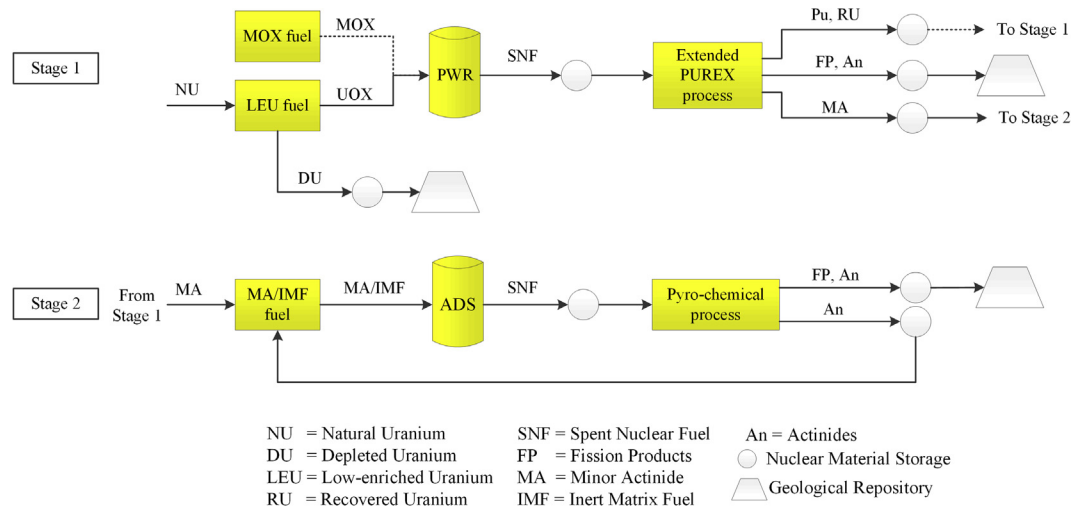 Stage 1
MOX fuel
MOX
NU
LEU fuel
UOX
PWR
SNF
Extended
PUREX
process
Pu, RU
To Stage 1
FP, An
MA
To Stage 2
DU
Stage 2
From
Stage 1
MA
MA/IMF
fuel
MA/IMF
ADS
SNF
Pyro-chemical
process
FP, An
An
NU = Natural Uranium
DU = Depleted Uranium
LEU = Low-enriched Uranium
RU = Recovered Uranium
SNF = Spent Nuclear Fuel
FP = Fission Products
MA = Minor Actinide
IMF = Inert Matrix Fuel
An = Actinides
Nuclear Material Storage
Geological Repository